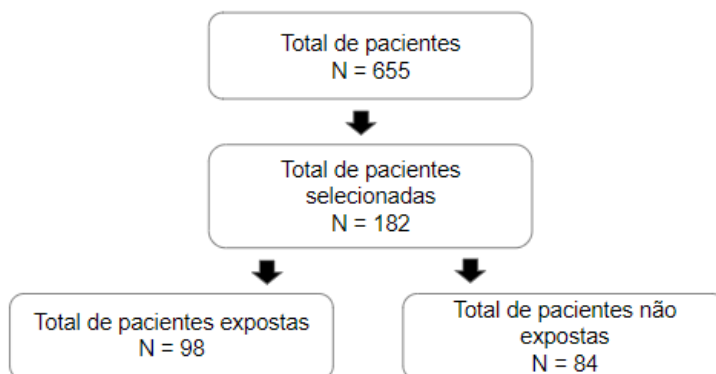 Total de pacientes
N = 655
Total de pacientes
selecionadas
N = 182
Total de pacientes expostas
N = 98
Total de pacientes não
expostas
N = 84